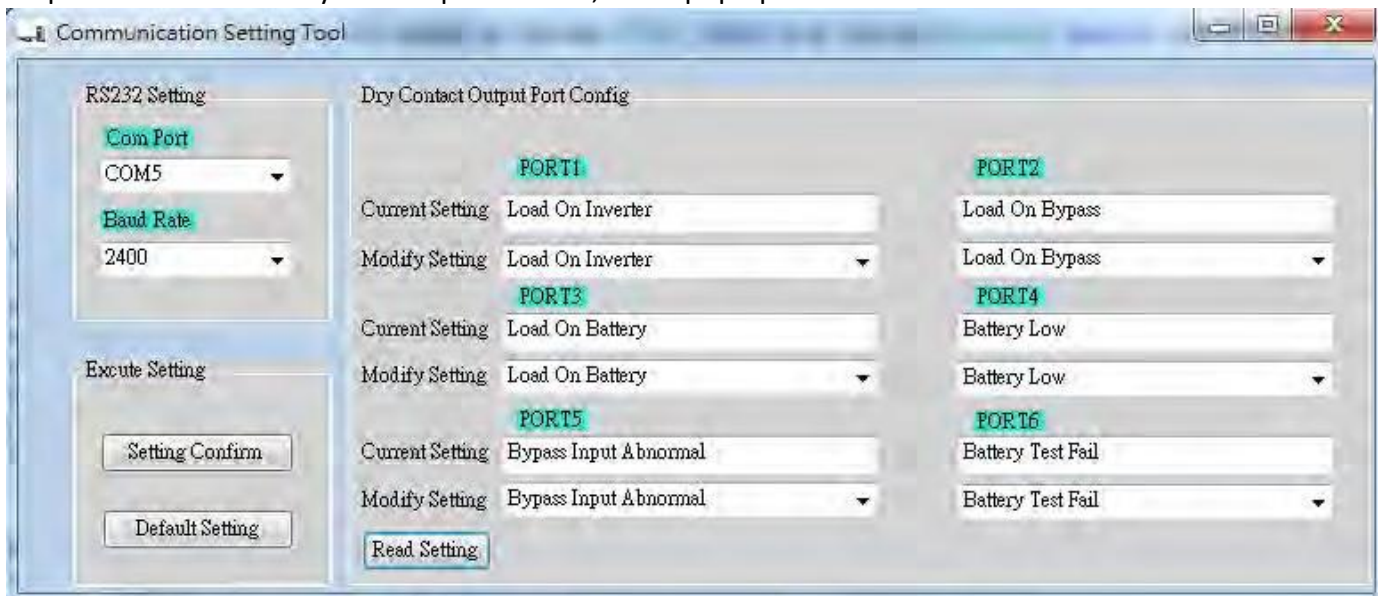 Communication Setting Tool
RS232 Setting
Com Port
COM5
Baud Rate
2400
Excute Setting
Setting Confirm
Default Setting
Dry Contact Output Port Config
PORT1
PORT2
Current Setting Load On Inverter Load On Bypass
Modify Setting Load On Inverter Load On Bypass
PORT3
PORT4
Current Setting Load On Battery Battery Low
Modify Setting Load On Battery Battery Low
PORT5
PORT6
Current Setting Bypass Input Abnormal Battery Test Fail
Modify Setting Bypass Input Abnormal Battery Test Fail
Read Setting